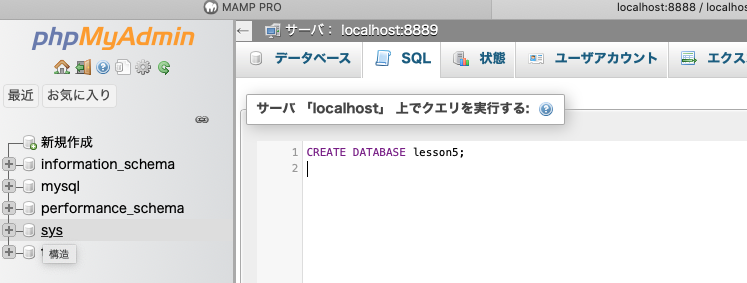 MAMP PRO
localhost:8888 / loca
phpMyAdmin
最近
お気に入り
新規作成
information_schema
mysql
performance_schema
sys
構造
← サーバ： localhost:8889
データベース
SQL
状態
ユーザアカウント
エクス
サーバ 「localhost」 上でクエリを実行する:
1 CREATE DATABASE lesson5;
2